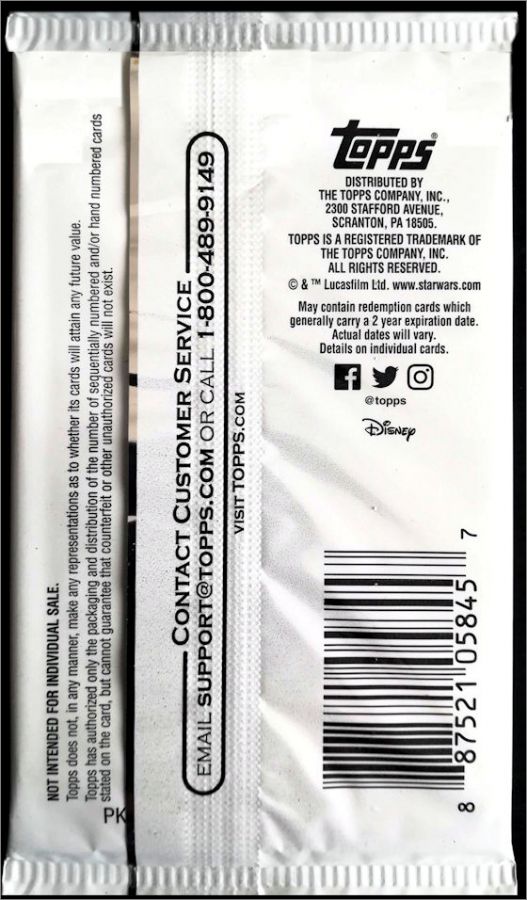 Topps®
DISTRIBUTED BY
THE TOPPS COMPANY, INC.,
2300 STAFFORD AVENUE,
SCRANTON, PA 18505.
TOPPS IS A REGISTERED TRADEMARK OF
THE TOPPS COMPANY, INC.
ALL RIGHTS RESERVED.
© & ™ Lucasfilm Ltd. www.starwars.com
May contain redemption cards which
generally carry a 2 year expiration date.
Actual dates will vary.
Details on individual cards.
@topps
Disney
8 87521 05845 7
VISIT TOPPS.COM
CONTACT CUSTOMER SERVICE
EMAIL SUPPORT@TOPPS.COM OR CALL 1-800-489-9149
NOT INTENDED FOR INDIVIDUAL SALE.
Topps does not, in any manner, make any representations as to whether its cards will attain any future value.
Topps has authorized only the packaging and distribution of the number of sequentially numbered and/or hand numbered cards
stated on the card, but cannot guarantee that counterfeit or other unauthorized cards will not exist.
PK